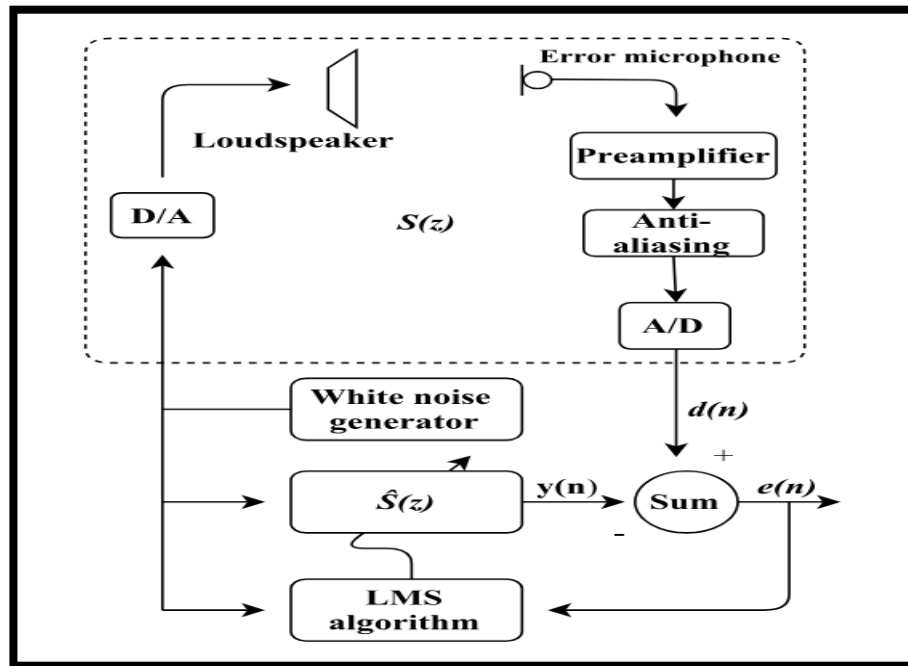 Error microphone
Loudspeaker
Preamplifier
D/A
S(z)
Anti-
aliasing
A/D
White noise
generator
d(n)
+
Ŝ(z)
y(n)
Sum
e(n)
-
LMS
algorithm